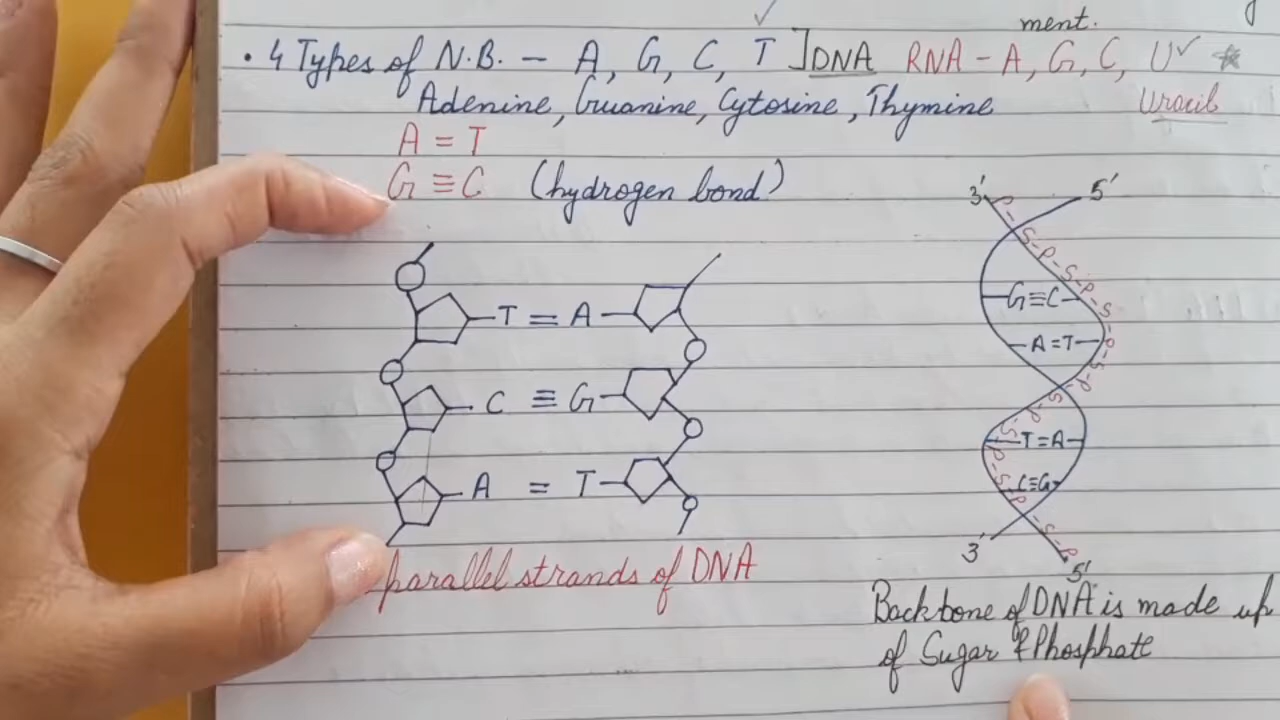 ment.
• 4 Types of N.B. — A, G, C, T ] DNA RNA - A, G, C, U ✓
Adenine, Guanine, Cytosine, Thymine Uracil
A = T
G ≡ C (hydrogen bond)
T = A
C ≡ G
A = T
parallel strands of DNA
3' 5'
P-S-P-S-P-S-P-S-P-S-P-S-P-S-P-S-P
G≡C
A=T
T=A
C≡G
3' 5'
Backbone of DNA is made up
of Sugar & Phosphate